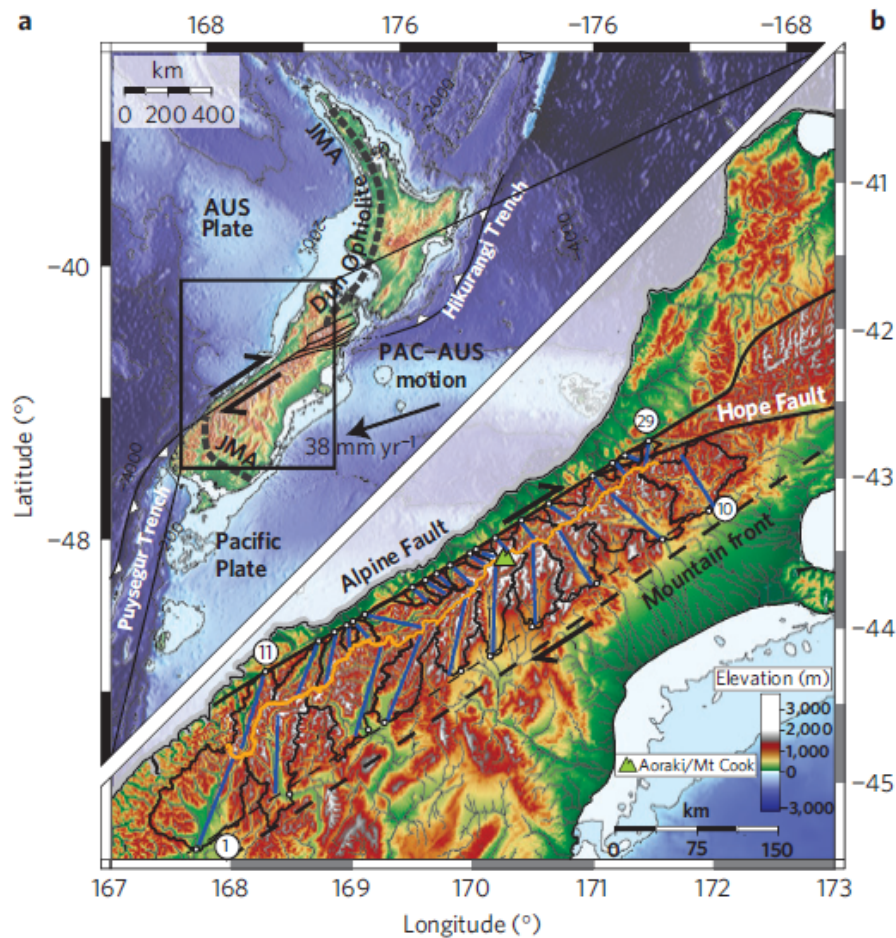 a
b
168
176
−176
−168
km
0 200 400
JMA
−2000
AUS
Plate
Dun Ophiolite
Hikurangi Trench
−4000
−41
−40
−42
PAC–AUS
motion
38 mm yr⁻¹
JMA
−4000
Puysegur Trench
Pacific
Plate
Hope Fault
29
−43
10
Latitude (°)
−48
Alpine Fault
Mountain front
−44
11
Elevation (m)
3,000
2,000
1,000
0
−3,000
Aoraki/Mt Cook
−45
km
0 75 150
1
167 168 169 170 171 172 173
Longitude (°)